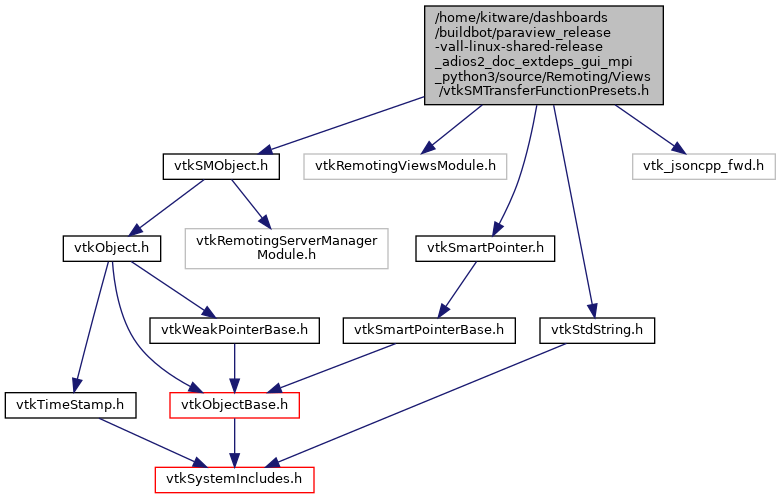 /home/kitware/dashboards
/buildbot/paraview_release
-vall-linux-shared-release
_adios2_doc_extdeps_gui_mpi
_python3/source/Remoting/Views
/vtkSMTransferFunctionPresets.h
vtkSMObject.h
vtkRemotingViewsModule.h
vtk_jsoncpp_fwd.h
vtkObject.h
vtkRemotingServerManager
Module.h
vtkSmartPointer.h
vtkWeakPointerBase.h
vtkSmartPointerBase.h
vtkStdString.h
vtkTimeStamp.h
vtkObjectBase.h
vtkSystemIncludes.h